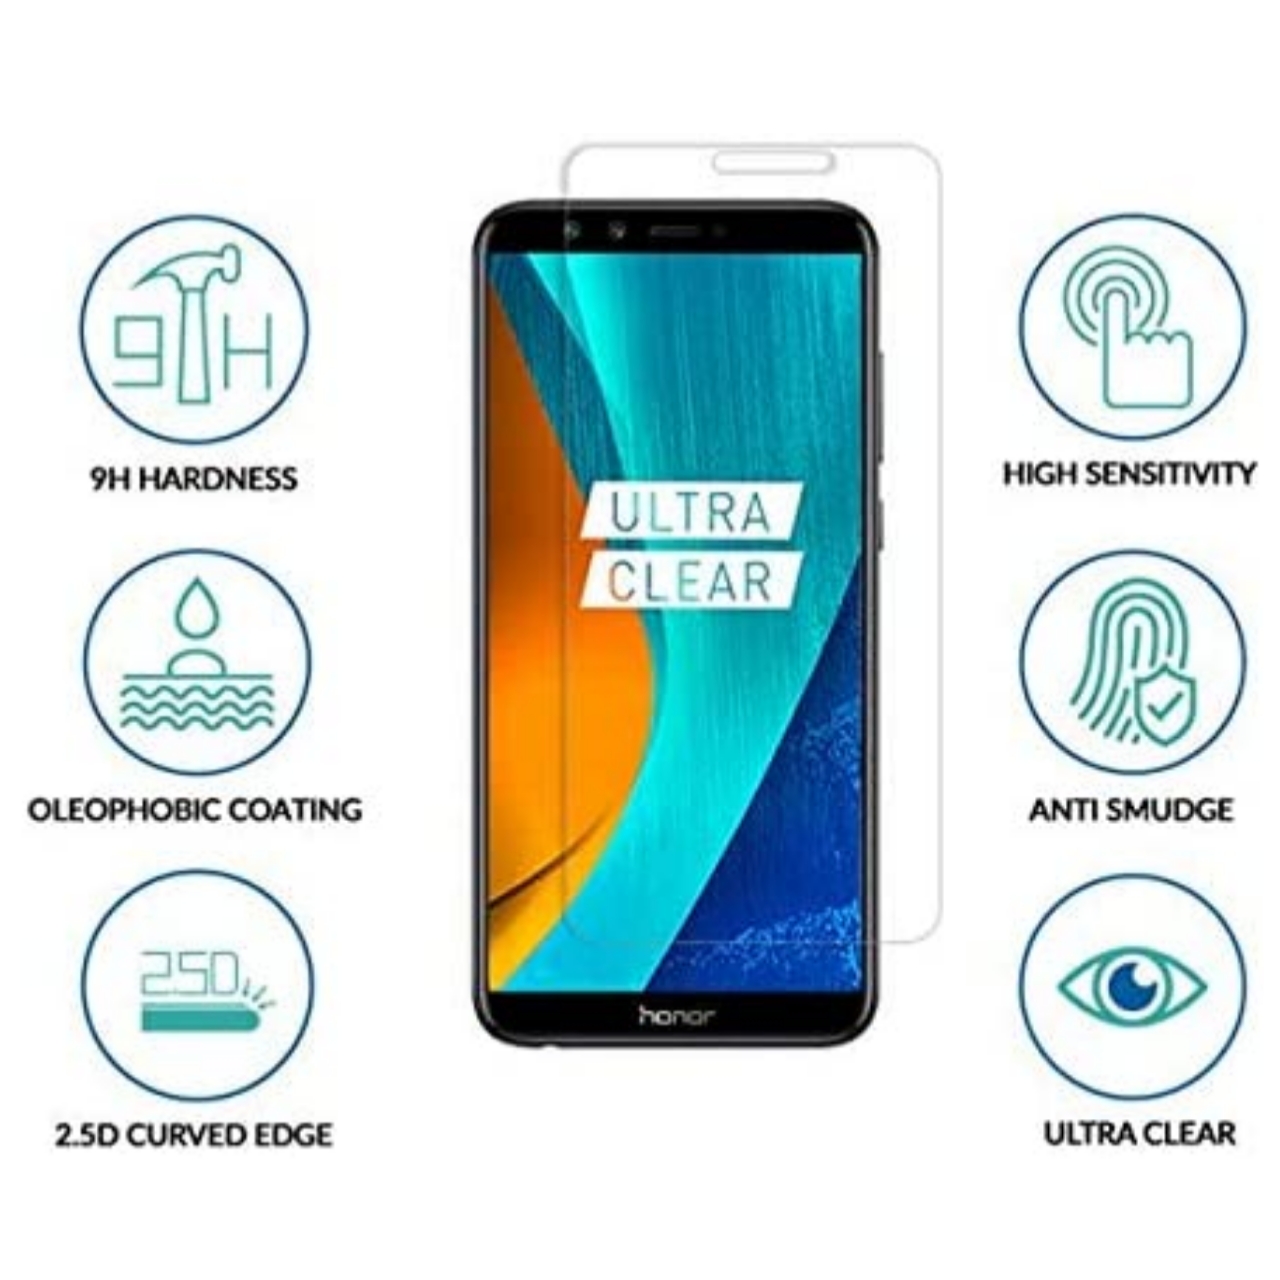 9H
9H HARDNESS
OLEOPHOBIC COATING
2.5D
2.5D CURVED EDGE
ULTRA
CLEAR
honor
HIGH SENSITIVITY
ANTI SMUDGE
ULTRA CLEAR